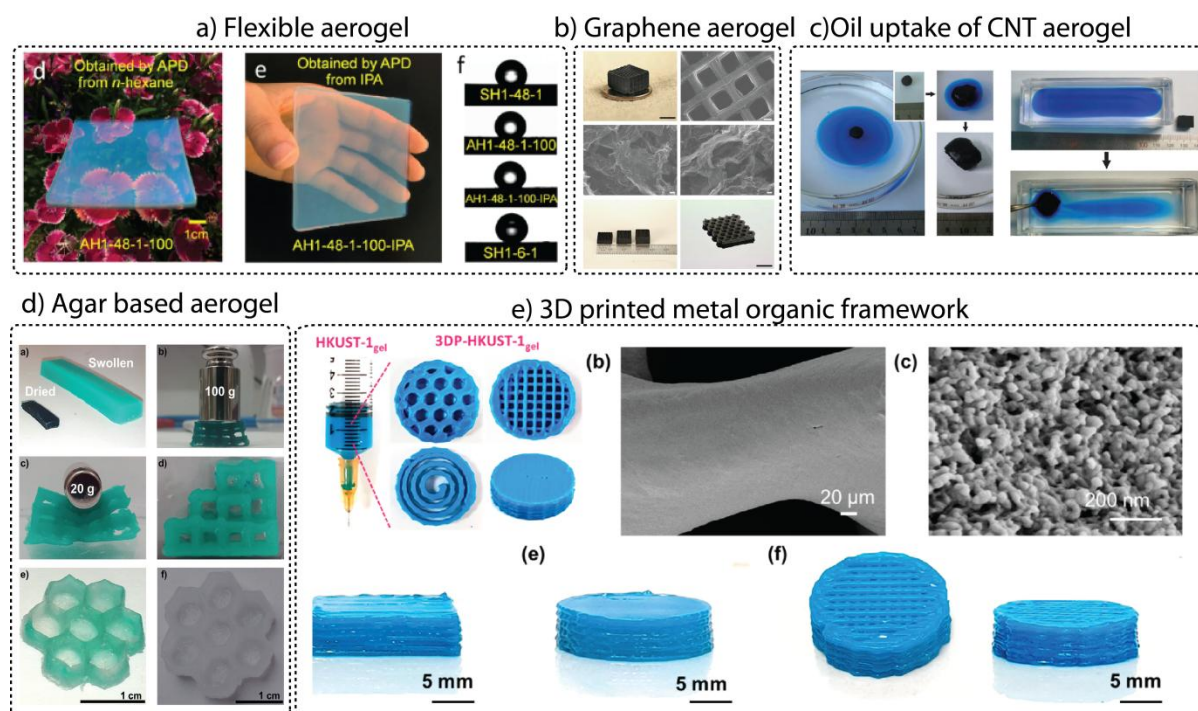 a) Flexible aerogel
d
Obtained by APD
from n-hexane
1cm
AH1-48-1-100
e
Obtained by APD
from IPA
AH1-48-1-100-IPA
f
SH1-48-1
AH1-48-1-100
AH1-48-1-100-IPA
SH1-6-1
b) Graphene aerogel
c)Oil uptake of CNT aerogel
d) Agar based aerogel
a)
Swollen
Dried
b)
100 g
c)
20 g
d)
e)
1 cm
f)
1 cm
e) 3D printed metal organic framework
HKUST-1gel
3DP-HKUST-1gel
(b)
20 µm
(c)
200 nm
5 mm
(e)
5 mm
(f)
5 mm